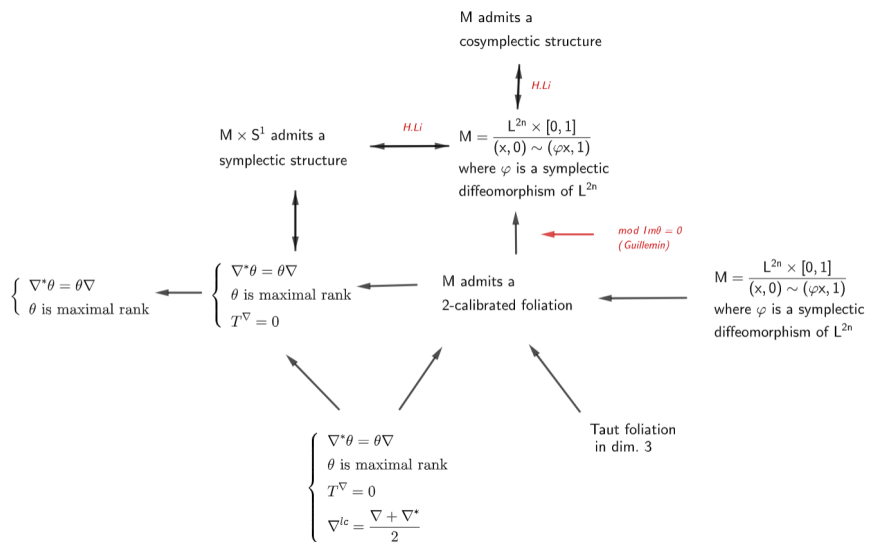 M admits a
cosymplectic structure
H.Li
M × S¹ admits a
symplectic structure
H.Li
M = L²ⁿ × [0, 1] / (x, 0) ∼ (φx, 1)
where φ is a symplectic
diffeomorphism of L²ⁿ
mod Imθ = 0
(Guillemin)
∇*θ = θ∇
θ is maximal rank
∇*θ = θ∇
θ is maximal rank
T^∇ = 0
M admits a
2-calibrated foliation
M = L²ⁿ × [0, 1] / (x, 0) ∼ (φx, 1)
where φ is a symplectic
diffeomorphism of L²ⁿ
Taut foliation
in dim. 3
∇*θ = θ∇
θ is maximal rank
T^∇ = 0
∇^lc = ∇ + ∇* / 2